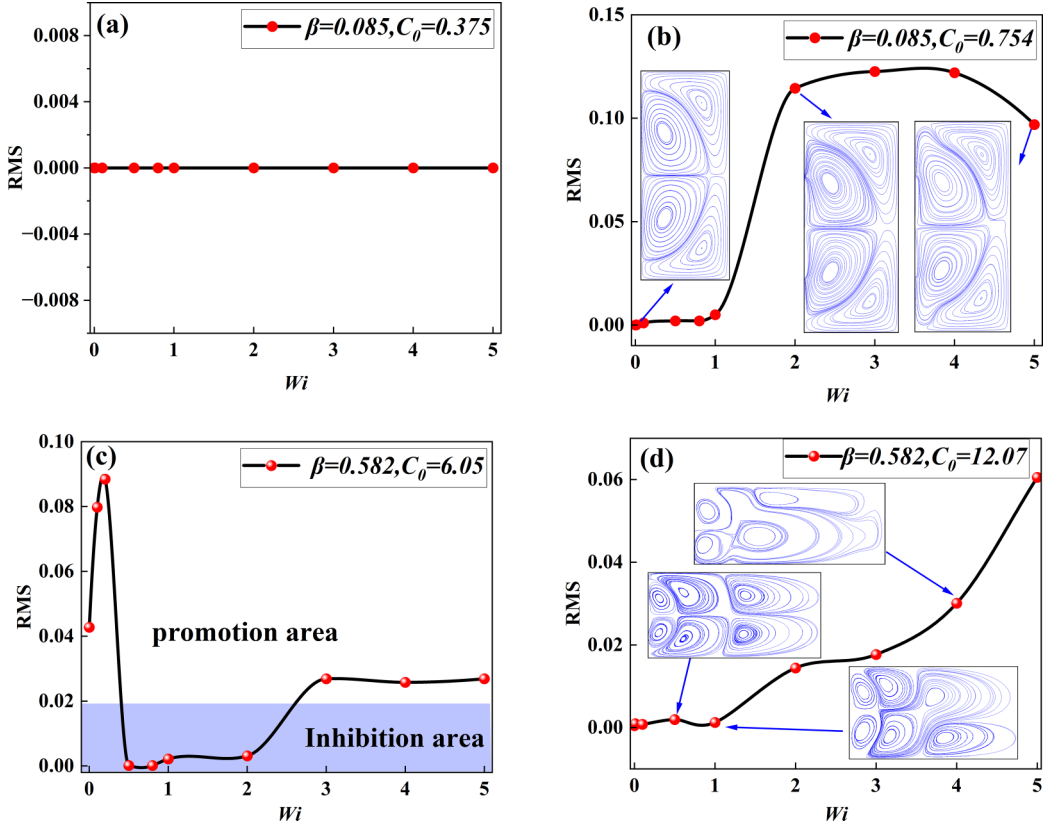 (a)
β=0.085,C₀=0.375
0.008
0.004
0.000
−0.004
−0.008
RMS
0 1 2 3 4 5
Wi
(b)
β=0.085,C₀=0.754
0.15
0.10
0.05
0.00
RMS
0 1 2 3 4 5
Wi
(c)
β=0.582,C₀=6.05
0.10
0.08
0.06
0.04
0.02
0.00
RMS
promotion area
Inhibition area
0 1 2 3 4 5
Wi
(d)
β=0.582,C₀=12.07
0.06
0.04
0.02
0.00
RMS
0 1 2 3 4 5
Wi